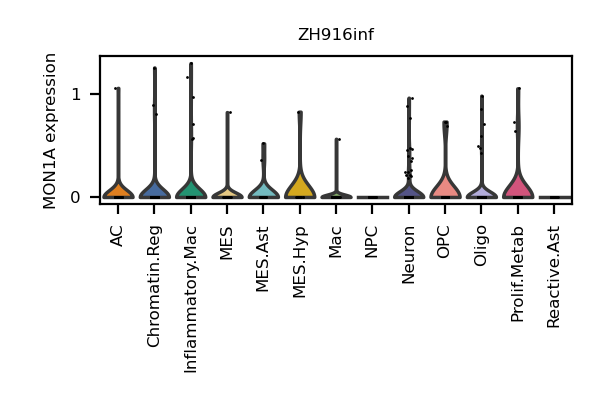 ZH916inf
MON1A expression
1
0
AC
Chromatin.Reg
Inflammatory.Mac
MES
MES.Ast
MES.Hyp
Mac
NPC
Neuron
OPC
Oligo
Prolif.Metab
Reactive.Ast